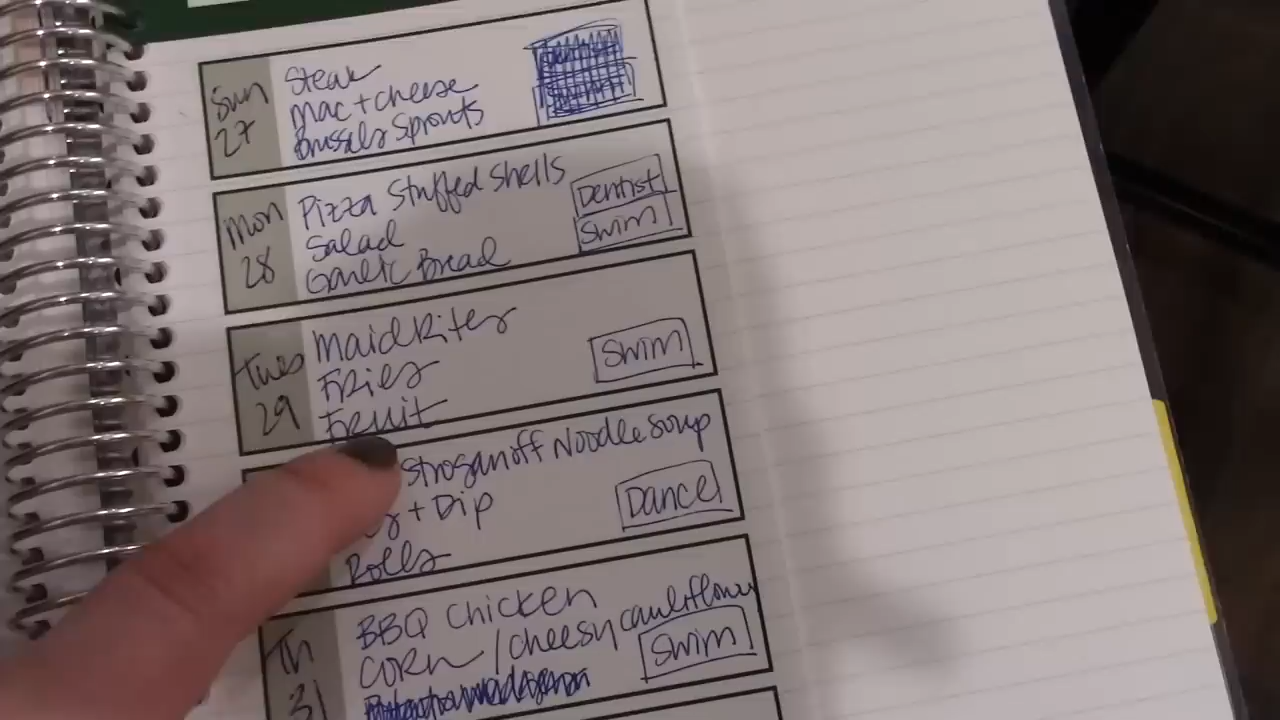 Sun
27
Steak
Mac + cheese
Brussels Sprouts
Mon
28
Pizza Stuffed Shells
Salad
Garlic Bread
Dentist
Swim
Tues
29
MaidRites
Fries
Fruit
Swim
Stroganoff Noodle Soup
+ Dip
Rolls
Dance
Th
31
BBQ Chicken
Corn / cheesy cauliflower
Swim